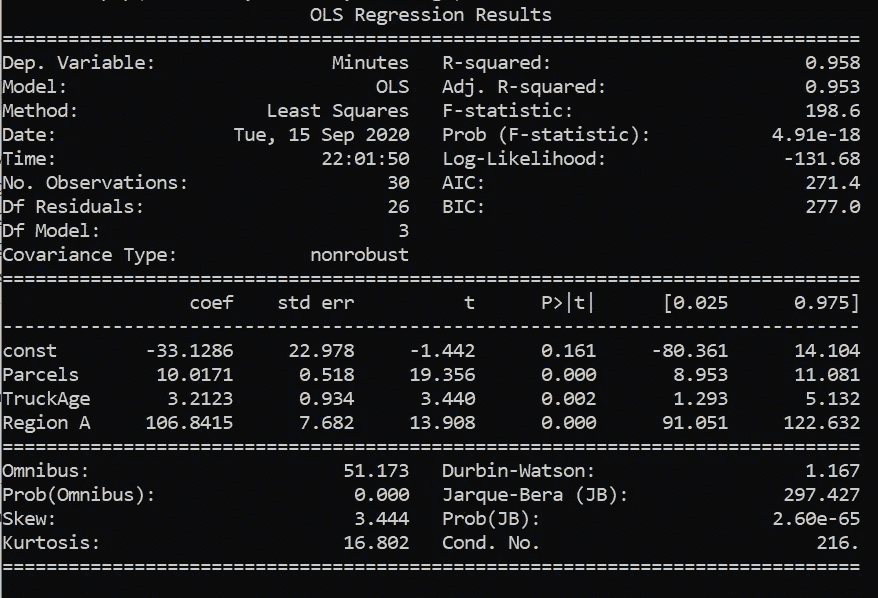 OLS Regression Results
==============================================================================
Dep. Variable:                Minutes   R-squared:                       0.958
Model:                            OLS   Adj. R-squared:                  0.953
Method:                 Least Squares   F-statistic:                     198.6
Date:                Tue, 15 Sep 2020   Prob (F-statistic):           4.91e-18
Time:                        22:01:50   Log-Likelihood:                -131.68
No. Observations:                  30   AIC:                             271.4
Df Residuals:                      26   BIC:                             277.0
Df Model:                           3
Covariance Type:            nonrobust
==============================================================================
                 coef    std err          t      P>|t|      [0.025      0.975]
------------------------------------------------------------------------------
const        -33.1286     22.978     -1.442      0.161     -80.361      14.104
Parcels       10.0171      0.518     19.356      0.000       8.953      11.081
TruckAge       3.2123      0.934      3.440      0.002       1.293       5.132
Region A     106.8415      7.682     13.908      0.000      91.051     122.632
==============================================================================
Omnibus:                       51.173   Durbin-Watson:                   1.167
Prob(Omnibus):                  0.000   Jarque-Bera (JB):              297.427
Skew:                           3.444   Prob(JB):                     2.60e-65
Kurtosis:                      16.802   Cond. No.                         216.
==============================================================================